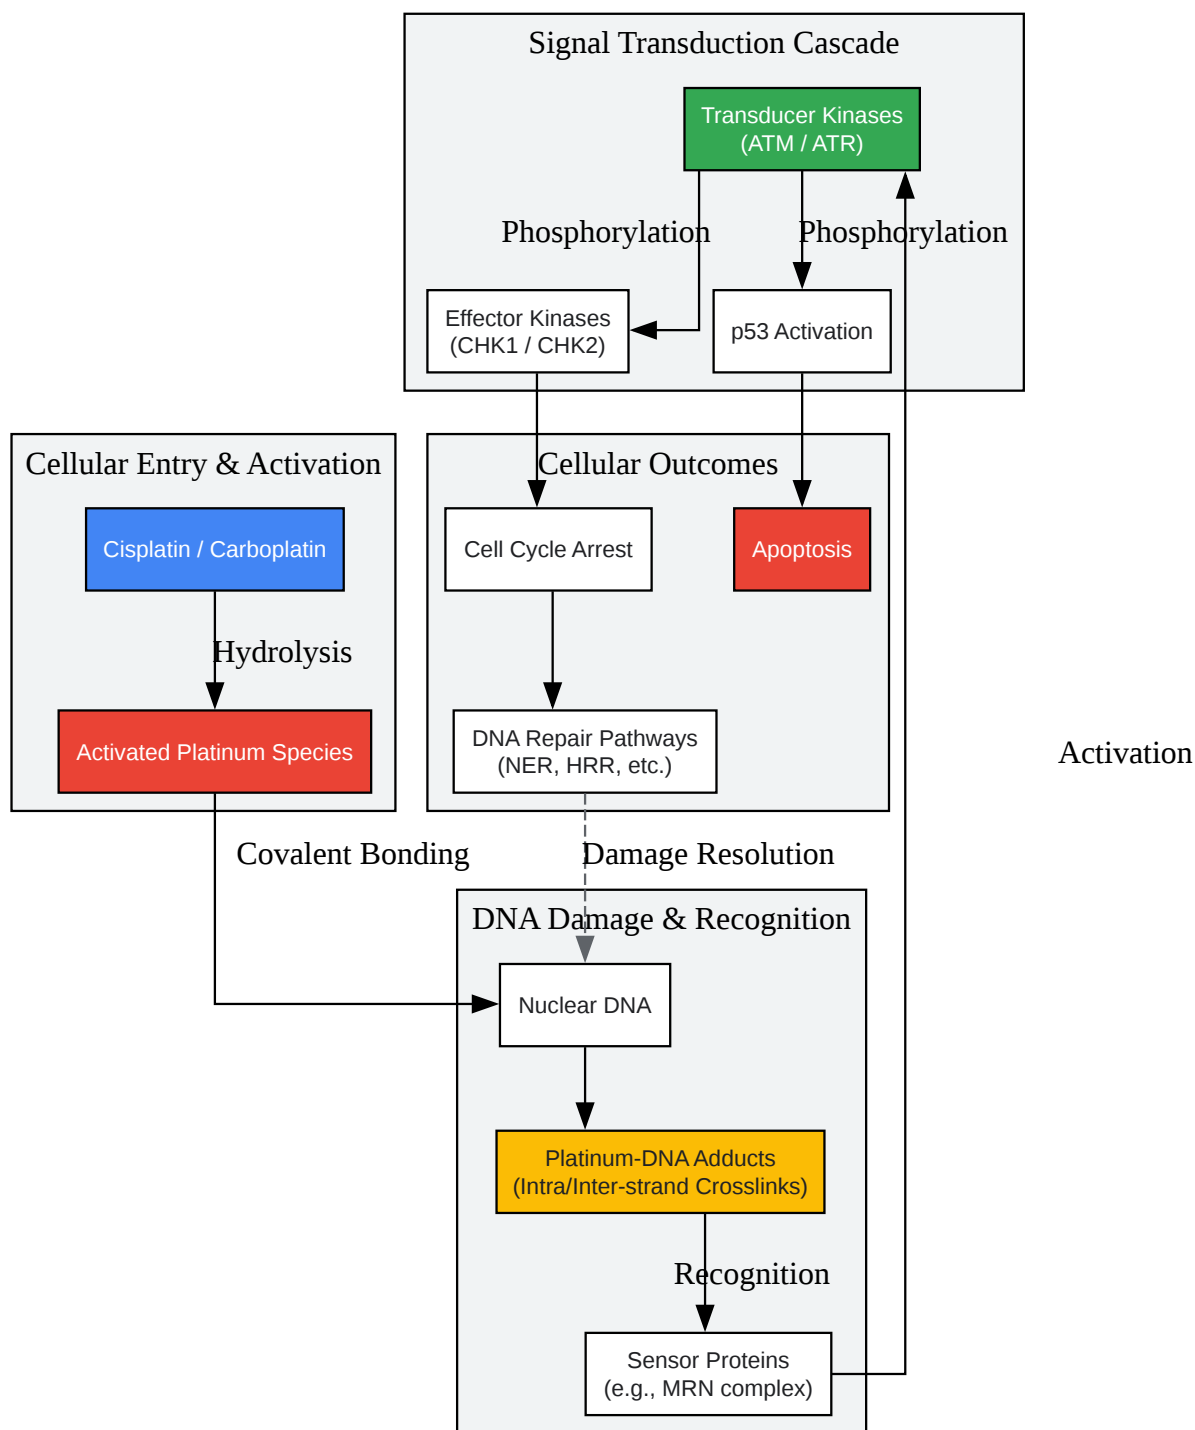 Signal Transduction Cascade
Transducer Kinases
(ATM / ATR)
Phosphorylation
Phosphorylation
Effector Kinases
(CHK1 / CHK2)
p53 Activation
Cellular Entry & Activation
Cellular Outcomes
Cisplatin / Carboplatin
Cell Cycle Arrest
Apoptosis
Hydrolysis
Activated Platinum Species
DNA Repair Pathways
(NER, HRR, etc.)
Activation
Covalent Bonding
Damage Resolution
DNA Damage & Recognition
Nuclear DNA
Platinum-DNA Adducts
(Intra/Inter-strand Crosslinks)
Recognition
Sensor Proteins
(e.g., MRN complex)